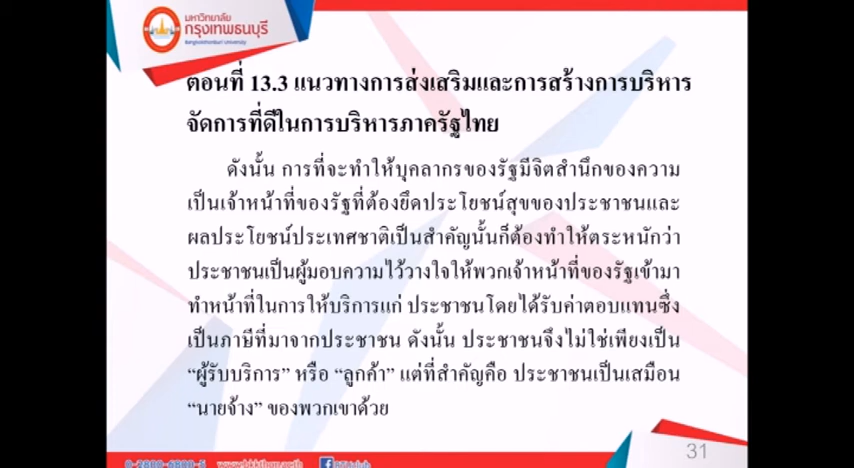 มหาวิทยาลัย
กรุงเทพธนบุรี
Bangkokthonburi University
ตอนที่ 13.3 แนวทางการส่งเสริมและการสร้างการบริหาร
จัดการที่ดีในการบริหารภาครัฐไทย
ดังนั้น การที่จะทำให้บุคลากรของรัฐมีจิตสำนึกของความ
เป็นเจ้าหน้าที่ของรัฐที่ต้องยึดประโยชน์สุขของประชาชนและ
ผลประโยชน์ประเทศชาติเป็นสำคัญนั้นก็ต้องทำให้ตระหนักว่า
ประชาชนเป็นผู้มอบความไว้วางใจให้พวกเจ้าหน้าที่ของรัฐเข้ามา
ทำหน้าที่ในการให้บริการแก่ ประชาชนโดยได้รับค่าตอบแทนซึ่ง
เป็นภาษีที่มาจากประชาชน ดังนั้น ประชาชนจึงไม่ใช่เพียงเป็น
“ผู้รับบริการ” หรือ “ลูกค้า” แต่ที่สำคัญคือ ประชาชนเป็นเสมือน
“นายจ้าง” ของพวกเขาด้วย
31